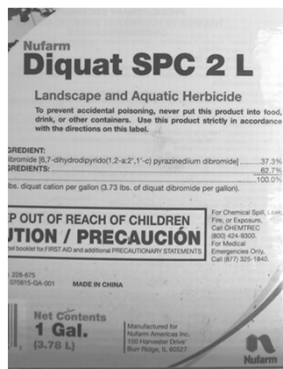 Nufarm
Diquat SPC 2 L
Landscape and Aquatic Herbicide
To prevent accidental poisoning, never put this product into food,
drink, or other containers. Use this product strictly in accordance
with the directions on this label.
GREDIENT:
ibromide [6,7-dihydrodipyrido(1,2-a:2',1'-c) pyrazinedium dibromide] 37.3%
GREDIENTS: 62.7%
100.0%
lbs. diquat cation per gallon (3.73 lbs. of diquat dibromide per gallon).
P OUT OF REACH OF CHILDREN
UTION / PRECAUCIÓN
bel booklet for FIRST AID and additional PRECAUTIONARY STATEMENTS
For Chemical Spill, Leak,
Fire, or Exposure,
Call CHEMTREC
(800) 424-9300.
For Medical
Emergencies Only,
Call (877) 325-1840.
228-675
070815-GA-001 MADE IN CHINA
Net Contents
1 Gal.
(3.78 L)
Manufactured for
Nufarm Americas Inc.
150 Harvester Drive
Burr Ridge, IL 60527
Nufarm